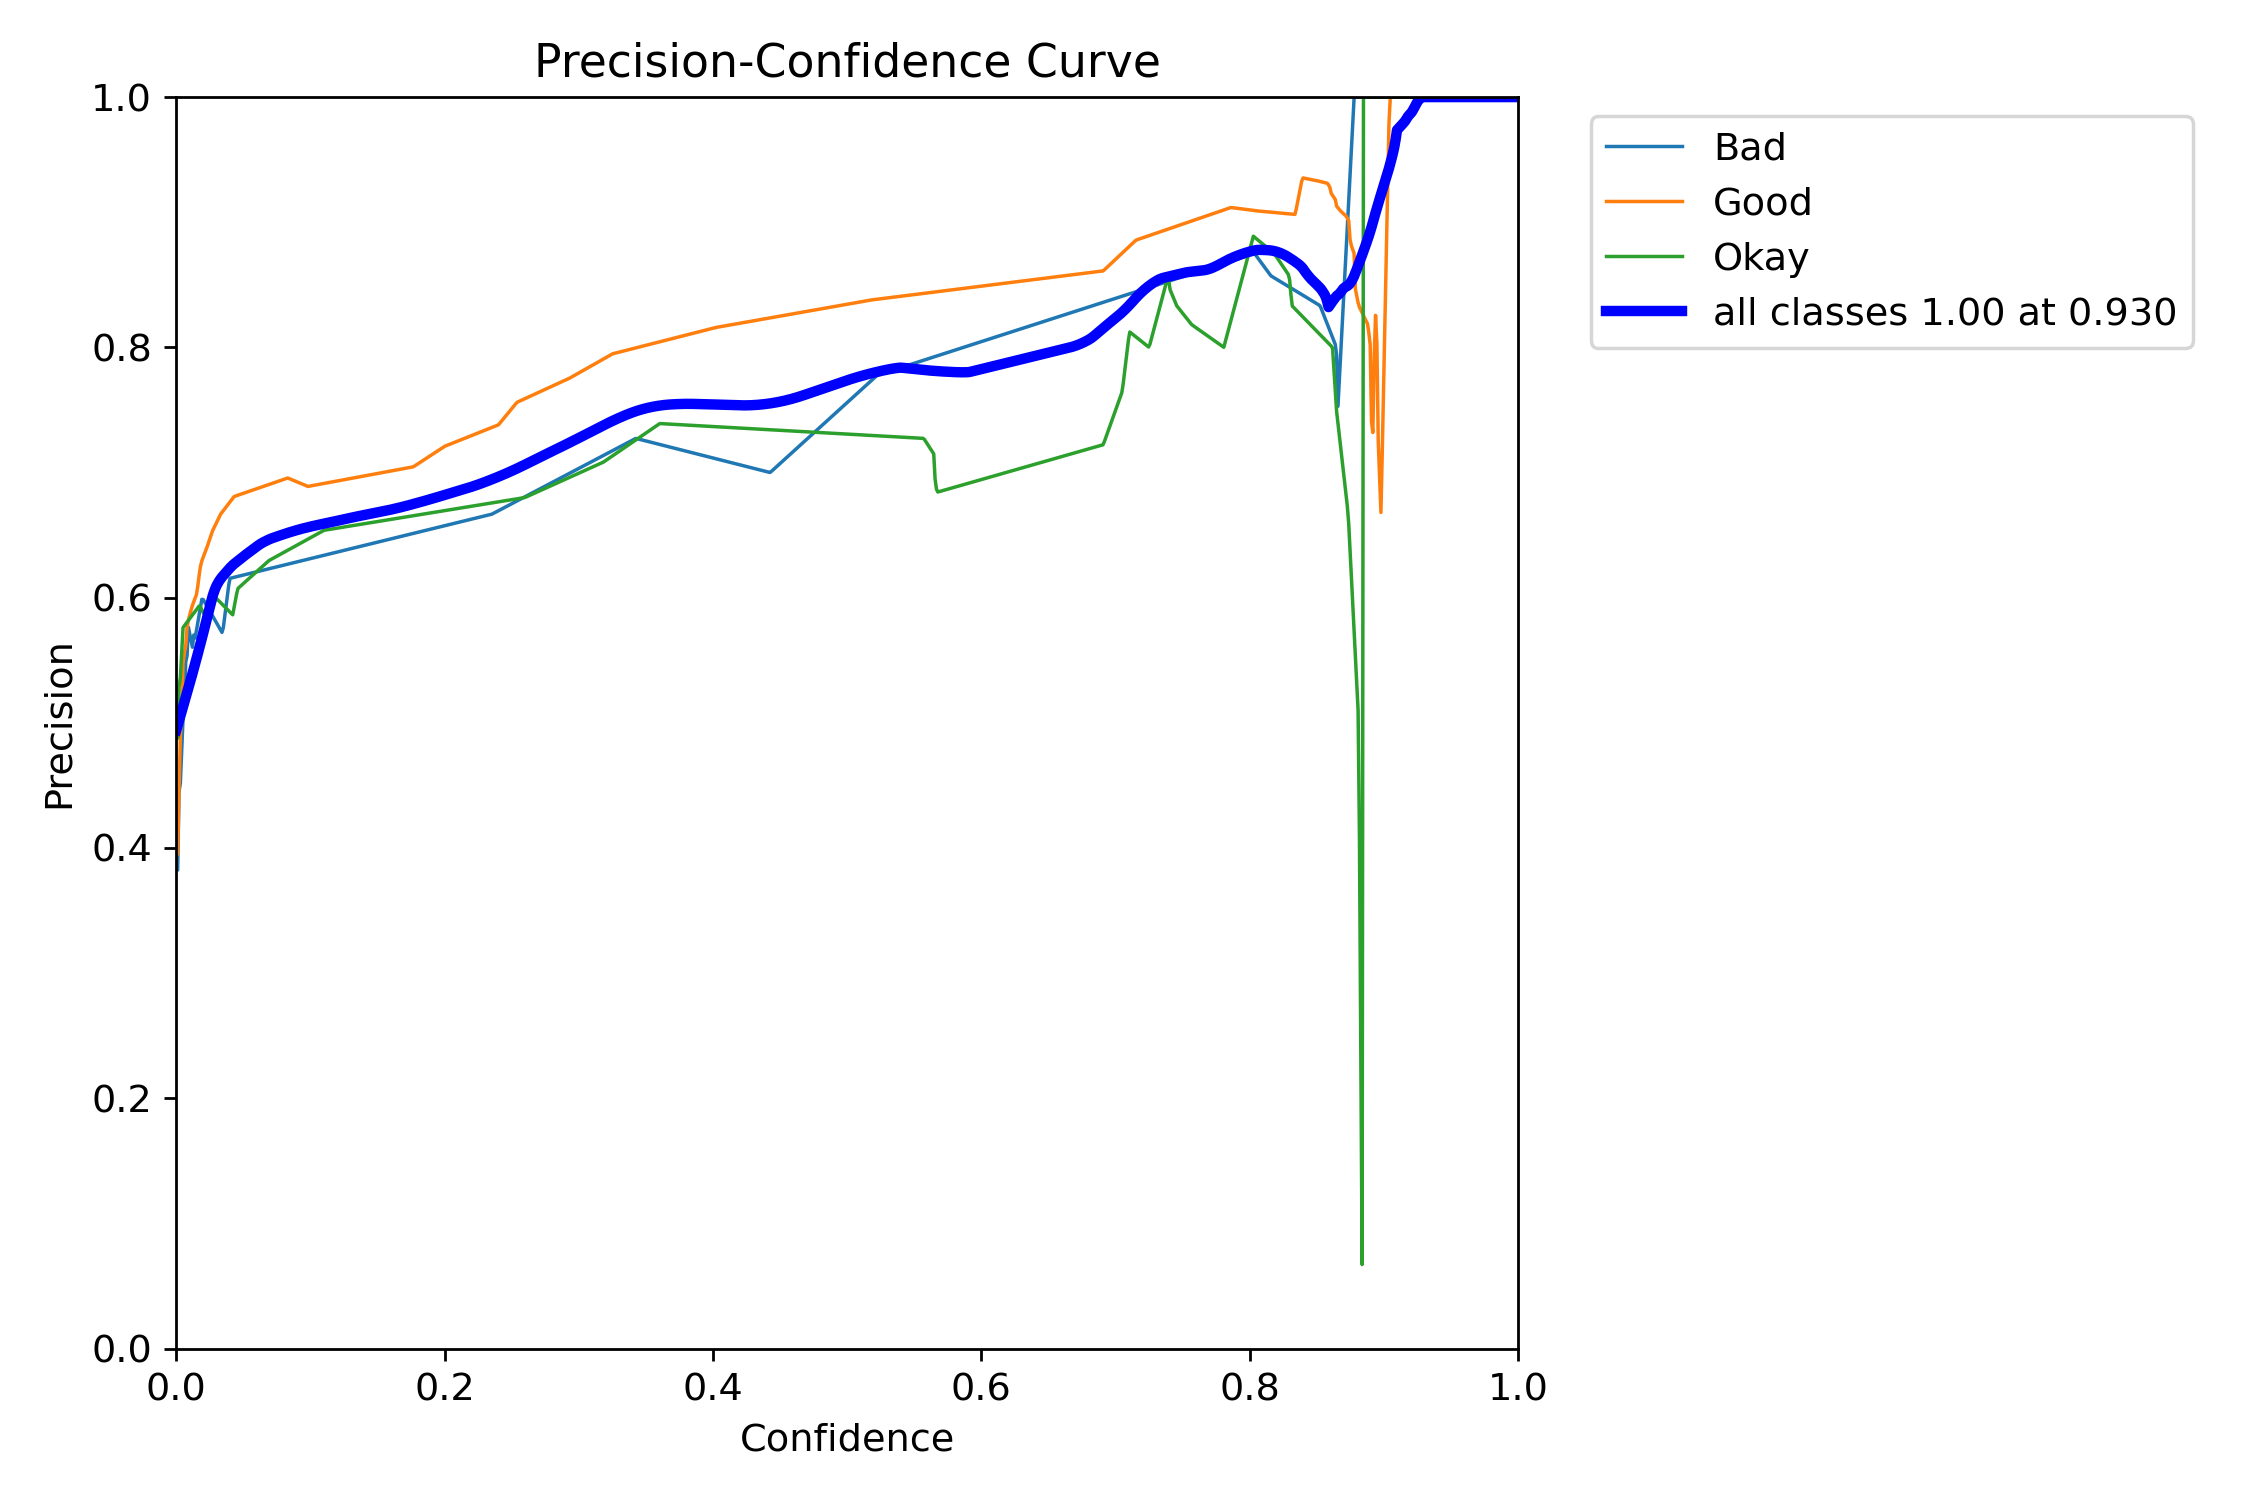 Precision-Confidence Curve
1.0
0.8
0.6
0.4
0.2
0.0
Precision
0.0 0.2 0.4 0.6 0.8 1.0
Confidence
Bad
Good
Okay
all classes 1.00 at 0.930